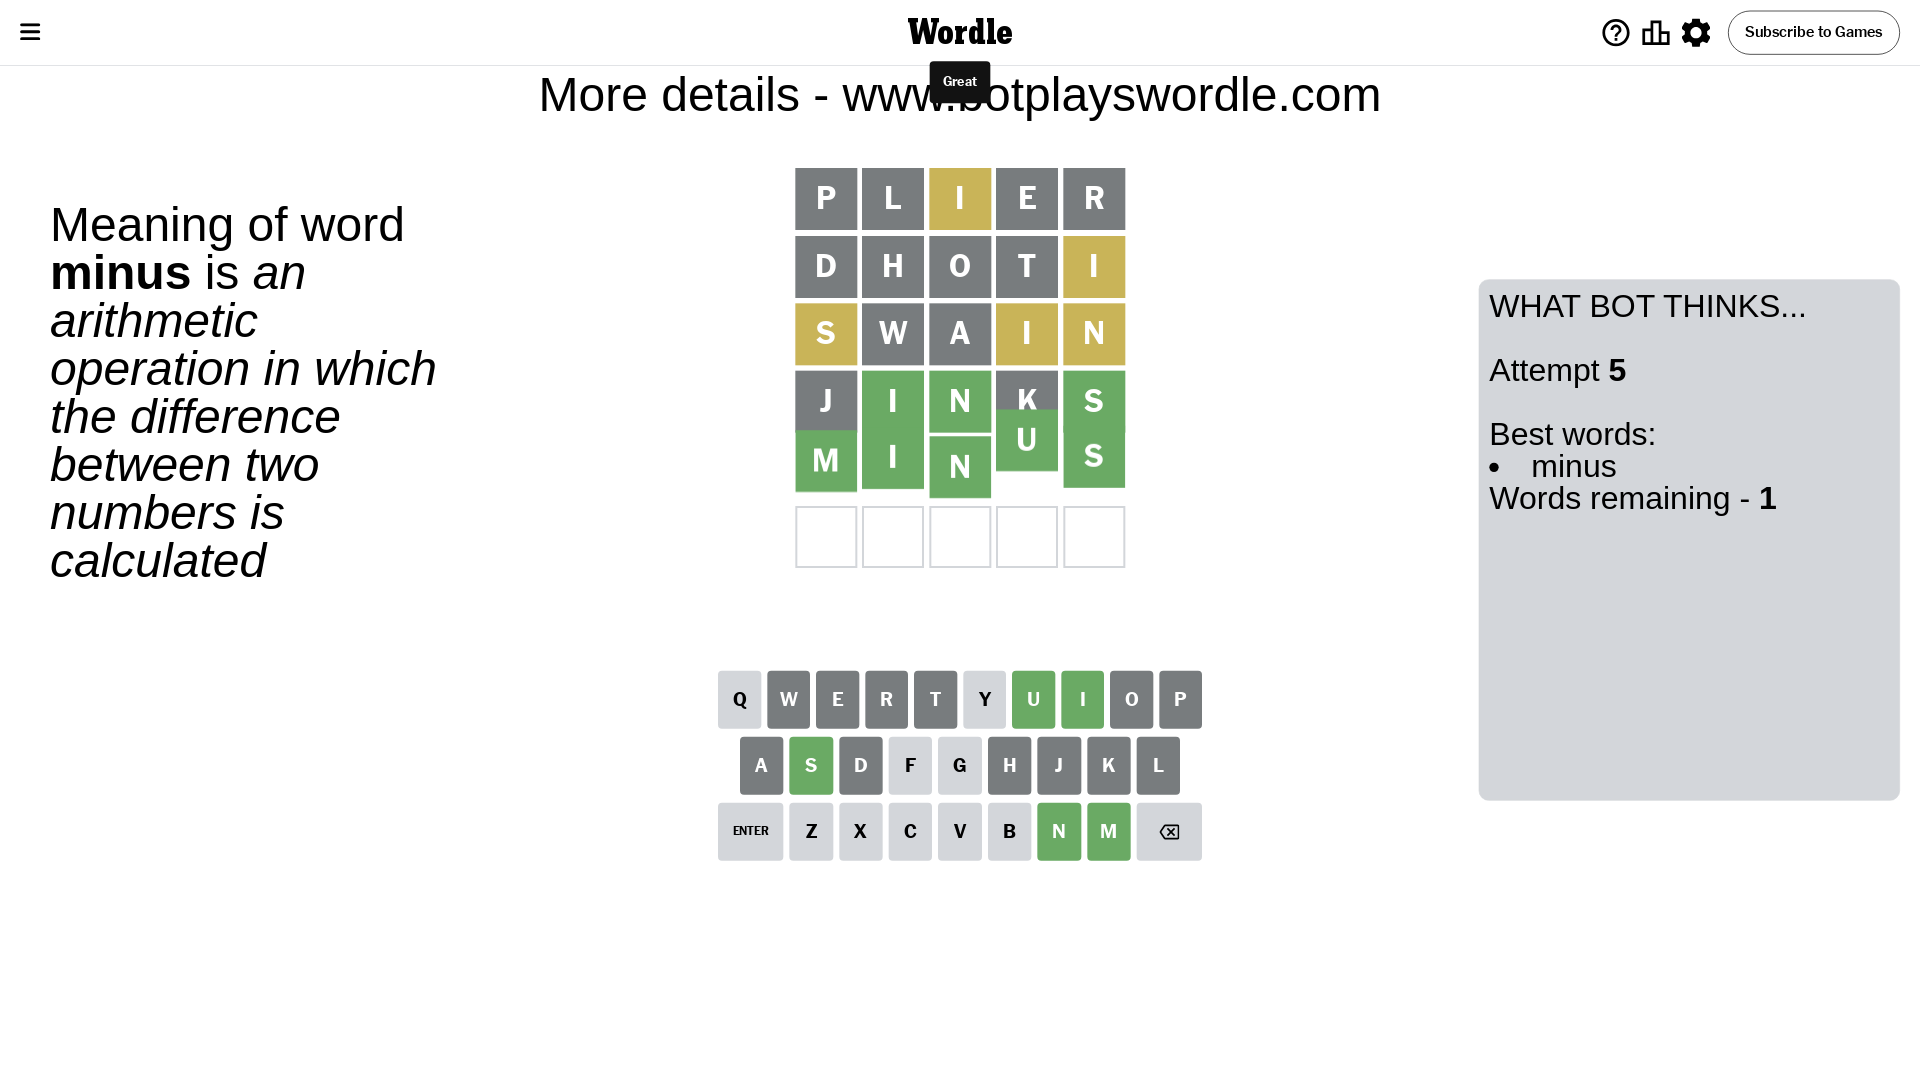 Wordle
Subscribe to Games
Great
More details - www.botplayswordle.com
Meaning of word
minus is an
arithmetic
operation in which
the difference
between two
numbers is
calculated
P L I E R
D H O T I
S W A I N
J I N K S
M I N U S
WHAT BOT THINKS...
Attempt 5
Best words:
• minus
Words remaining - 1
Q W E R T Y U I O P
A S D F G H J K L
ENTER Z X C V B N M